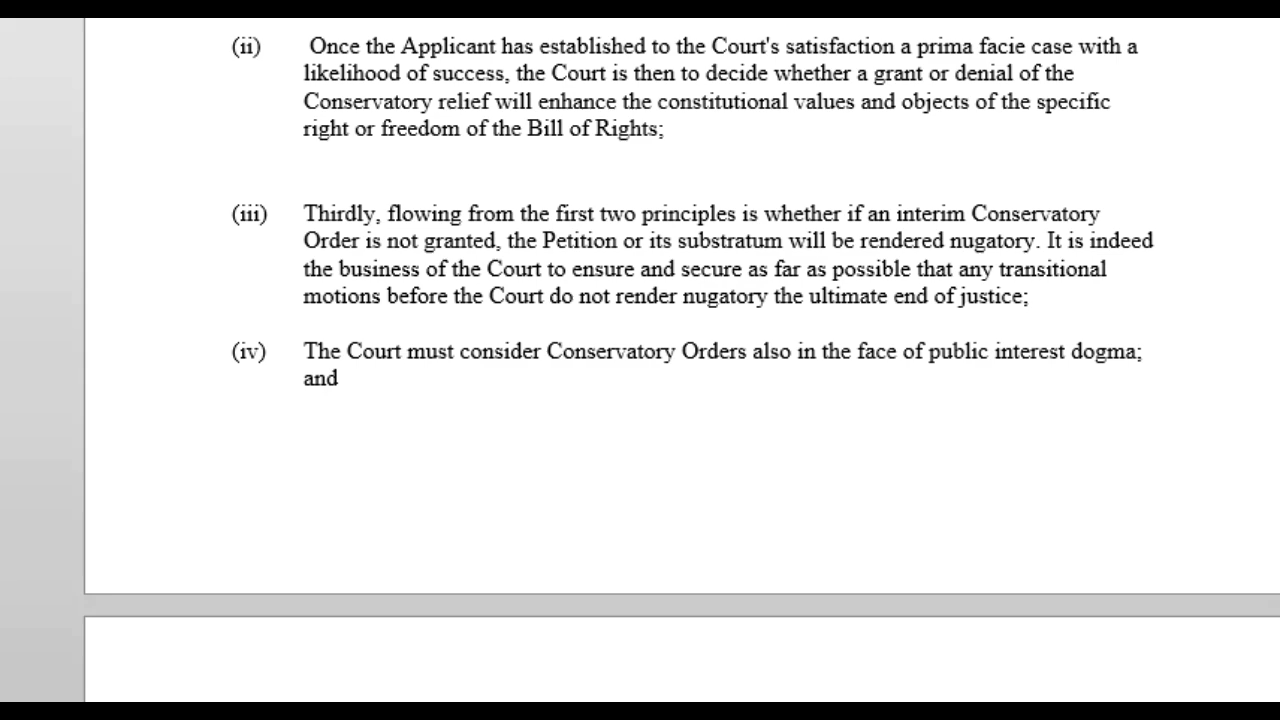 (ii) Once the Applicant has established to the Court's satisfaction a prima facie case with a
likelihood of success, the Court is then to decide whether a grant or denial of the
Conservatory relief will enhance the constitutional values and objects of the specific
right or freedom of the Bill of Rights;
(iii) Thirdly, flowing from the first two principles is whether if an interim Conservatory
Order is not granted, the Petition or its substratum will be rendered nugatory. It is indeed
the business of the Court to ensure and secure as far as possible that any transitional
motions before the Court do not render nugatory the ultimate end of justice;
(iv) The Court must consider Conservatory Orders also in the face of public interest dogma;
and